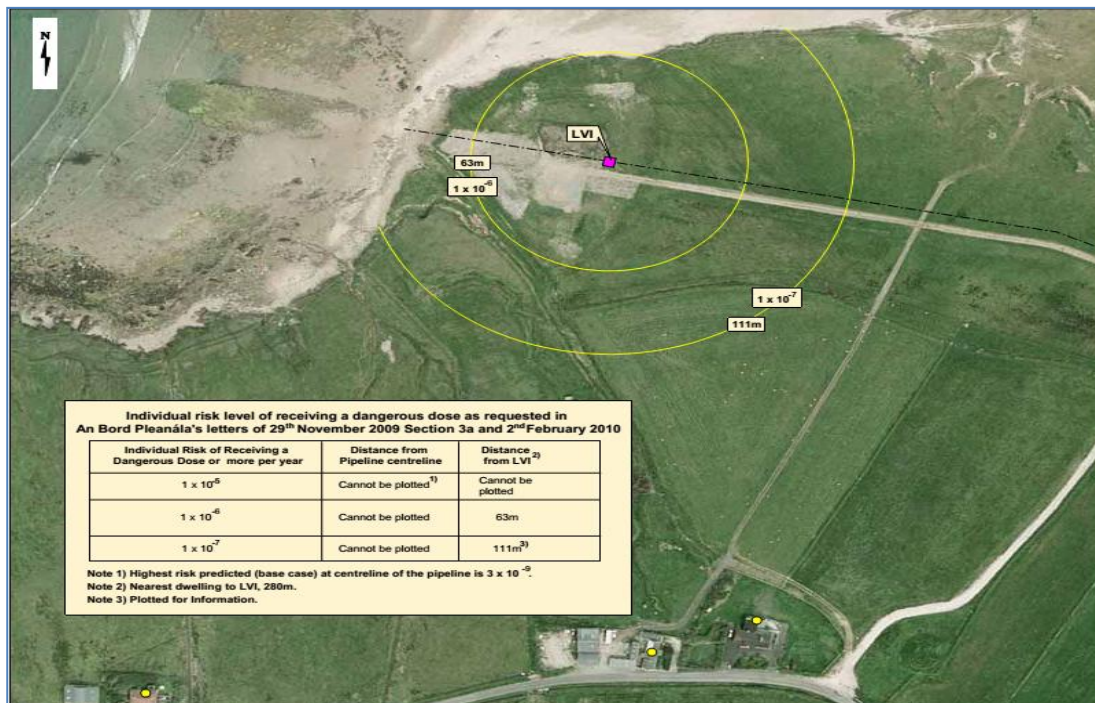 N
LVI
63m
1 x 10⁻⁶
1 x 10⁻⁷
111m
Individual risk level of receiving a dangerous dose as requested in
An Bord Pleanála's letters of 29th November 2009 Section 3a and 2nd February 2010
Individual Risk of Receiving a Dangerous Dose or more per year
Distance from Pipeline centreline
Distance from LVI 2)
1 x 10⁻⁵ Cannot be plotted1) Cannot be plotted
1 x 10⁻⁶ Cannot be plotted 63m
1 x 10⁻⁷ Cannot be plotted 111m3)
Note 1) Highest risk predicted (base case) at centreline of the pipeline is 3 x 10⁻⁹.
Note 2) Nearest dwelling to LVI, 280m.
Note 3) Plotted for Information.